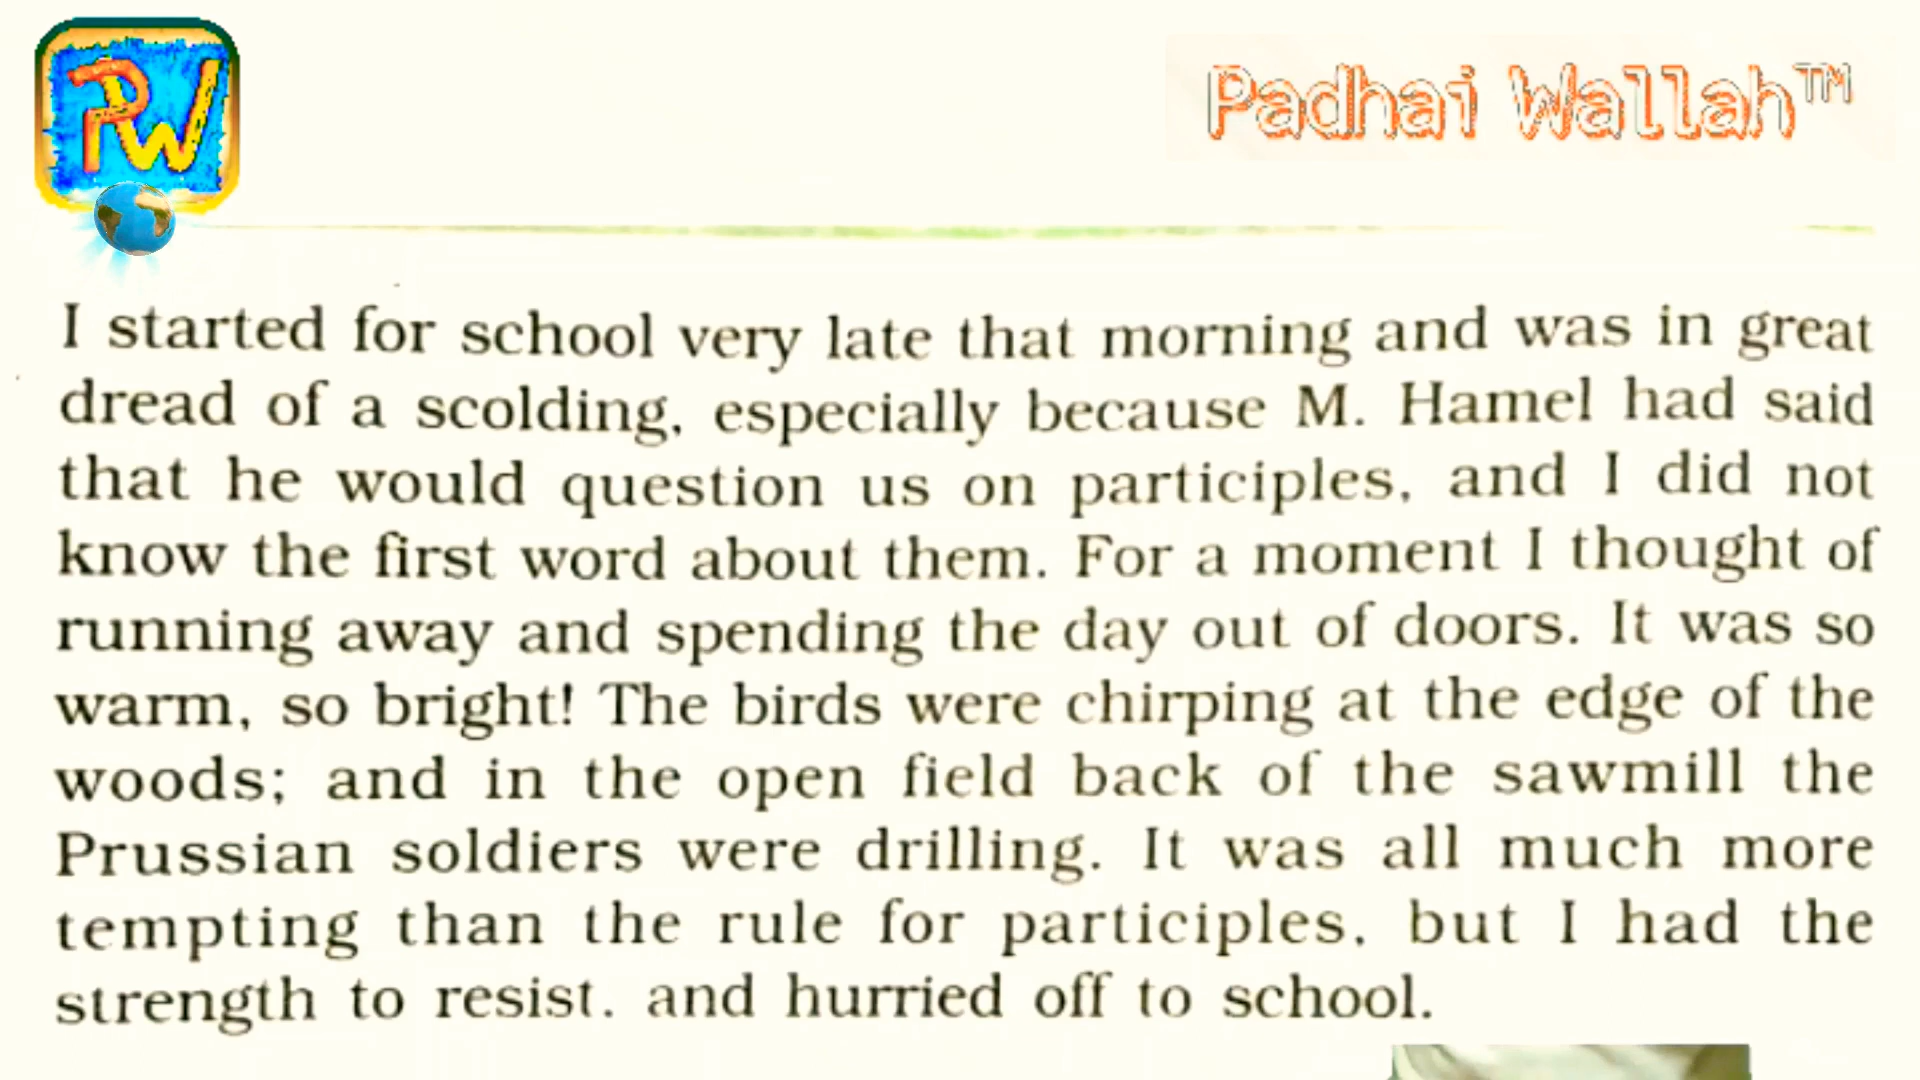 PW
Padhai Wallah™
I started for school very late that morning and was in great
dread of a scolding, especially because M. Hamel had said
that he would question us on participles, and I did not
know the first word about them. For a moment I thought of
running away and spending the day out of doors. It was so
warm, so bright! The birds were chirping at the edge of the
woods; and in the open field back of the sawmill the
Prussian soldiers were drilling. It was all much more
tempting than the rule for participles, but I had the
strength to resist, and hurried off to school.